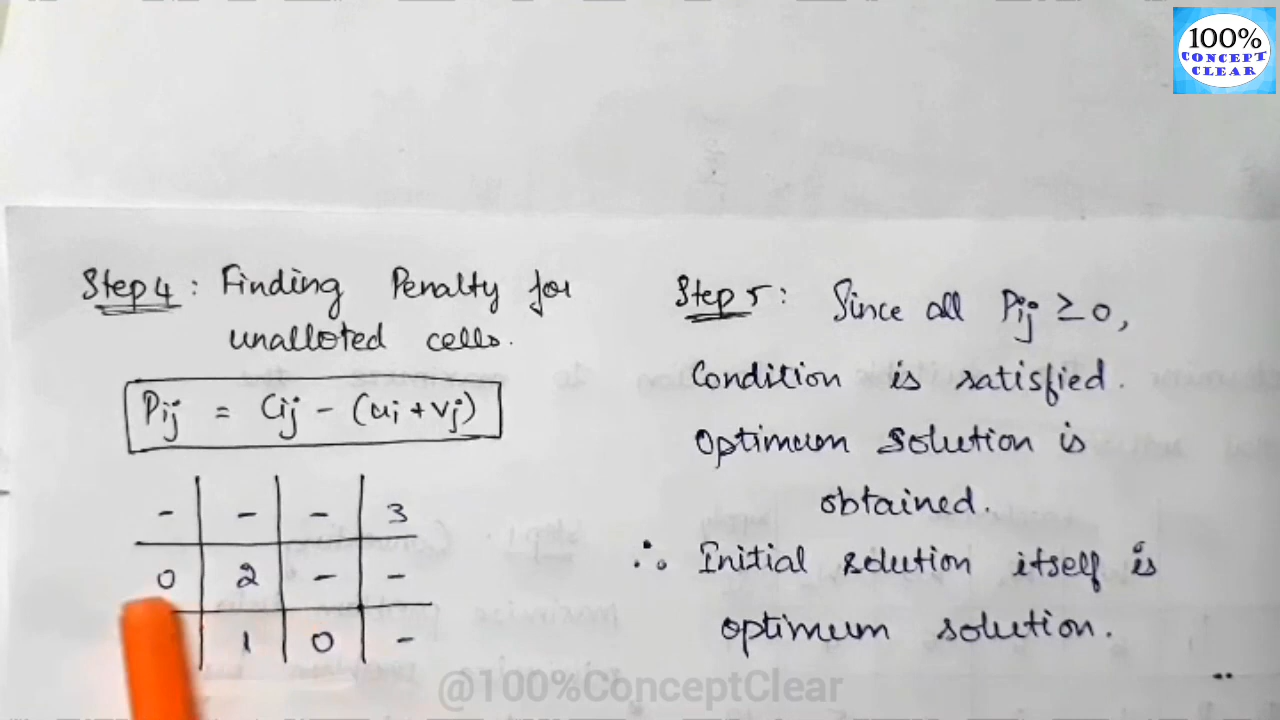 100%
CONCEPT
CLEAR
Step 4 : Finding Penalty for
unalloted cells.
Pij = Cij - (ui + vj)
- - - 3
0 2 - -
1 0 -
Step 5 : Since all Pij ≥ 0,
Condition is satisfied.
Optimum Solution is
obtained.
∴ Initial solution itself is
optimum solution.
@100%ConceptClear